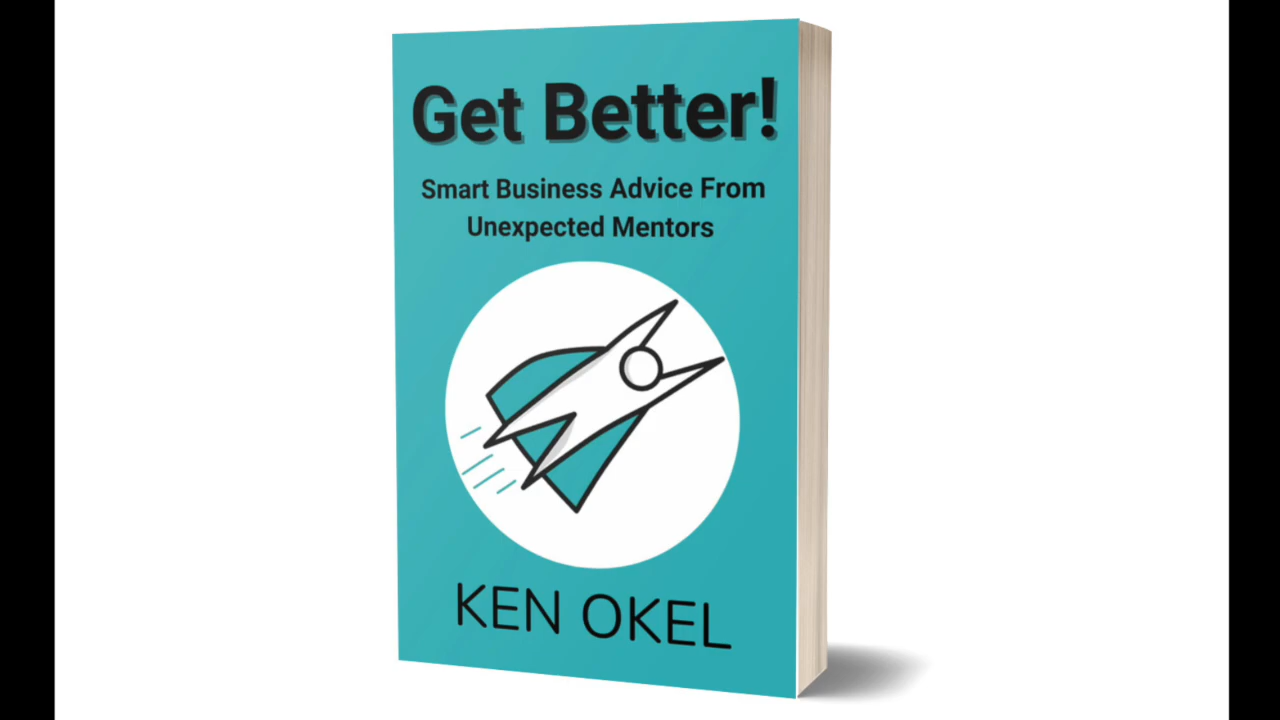 Get Better!
Smart Business Advice From
Unexpected Mentors
KEN OKEL